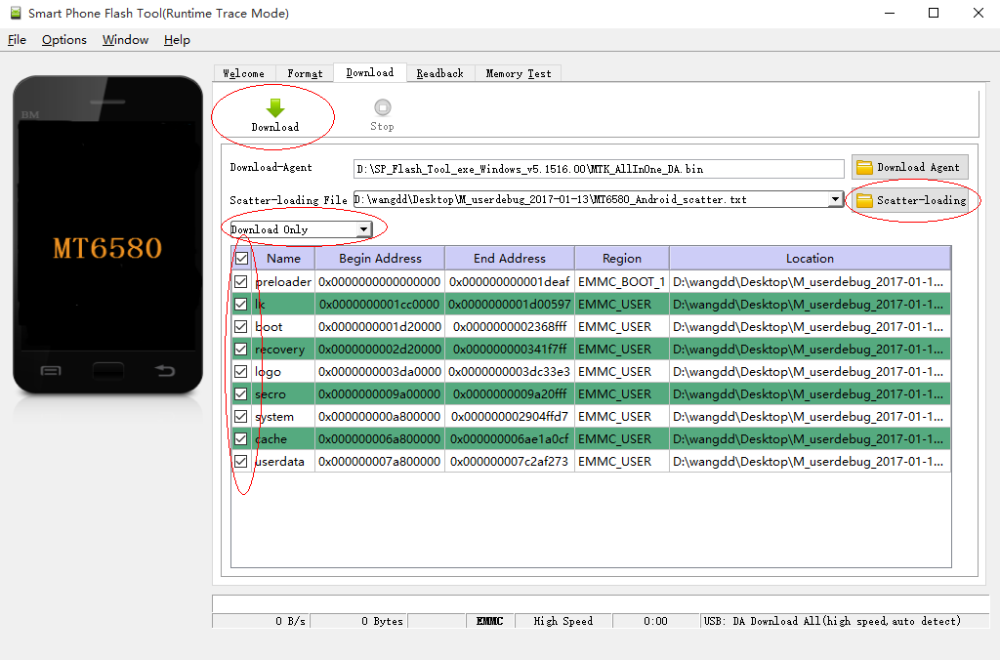 Smart Phone Flash Tool(Runtime Trace Mode)
File Options Window Help
Welcome Format Download Readback Memory Test
BM
MT6580
Download Stop
Download-Agent D:\SP_Flash_Tool_exe_Windows_v5.1516.00\MTK_AllInOne_DA.bin Download Agent
Scatter-loading File D:\wangdd\Desktop\M_userdebug_2017-01-13\MT6580_Android_scatter.txt Scatter-loading
Download Only
Name Begin Address End Address Region Location
preloader 0x0000000000000000 0x000000000001deaf EMMC_BOOT_1 D:\wangdd\Desktop\M_userdebug_2017-01-1...
lk 0x0000000001cc0000 0x0000000001d00597 EMMC_USER D:\wangdd\Desktop\M_userdebug_2017-01-1...
boot 0x0000000001d20000 0x0000000002368fff EMMC_USER D:\wangdd\Desktop\M_userdebug_2017-01-1...
recovery 0x0000000002d20000 0x000000000341f7ff EMMC_USER D:\wangdd\Desktop\M_userdebug_2017-01-1...
logo 0x0000000003da0000 0x0000000003dc33e3 EMMC_USER D:\wangdd\Desktop\M_userdebug_2017-01-1...
secro 0x0000000009a00000 0x0000000009a20fff EMMC_USER D:\wangdd\Desktop\M_userdebug_2017-01-1...
system 0x000000000a800000 0x000000002904ffd7 EMMC_USER D:\wangdd\Desktop\M_userdebug_2017-01-1...
cache 0x000000006a800000 0x000000006ae1a0cf EMMC_USER D:\wangdd\Desktop\M_userdebug_2017-01-1...
userdata 0x000000007a800000 0x000000007c2af273 EMMC_USER D:\wangdd\Desktop\M_userdebug_2017-01-1...
0 B/s 0 Bytes EMMC High Speed 0:00 USB: DA Download All(high speed,auto detect)